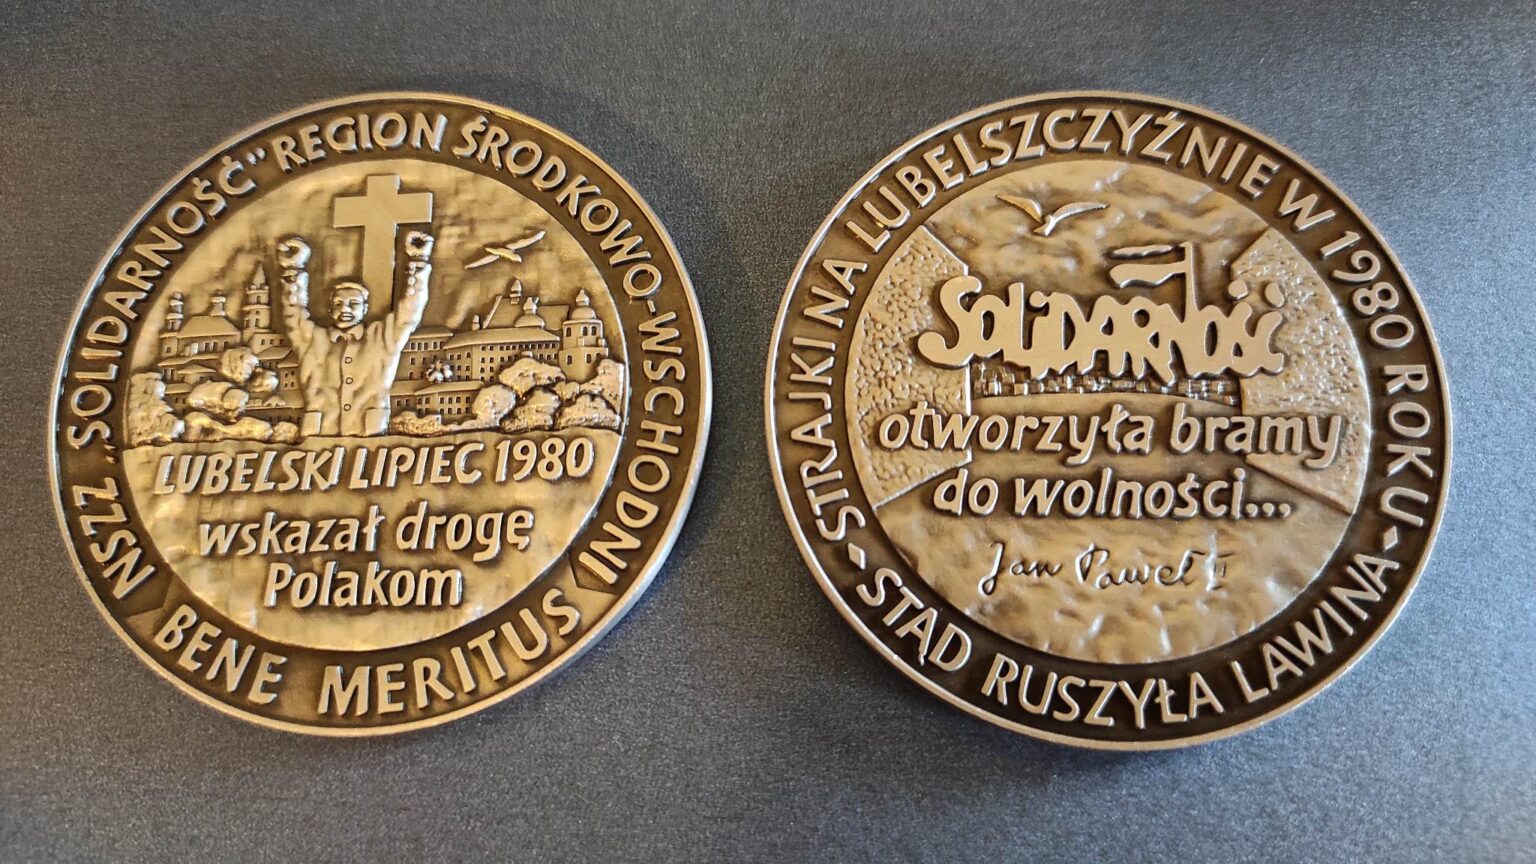 NSZZ „SOLIDARNOŚĆ” REGION ŚRODKOWO-WSCHODNI
LUBELSKI LIPIEC 1980
wskazał drogę
Polakom
BENE MERITUS
STRAJKI NA LUBELSZCZYŹNIE W 1980 ROKU
SOLIDARNOŚĆ
otworzyła bramy
do wolności...
Jan Paweł II
STĄD RUSZYŁA LAWINA